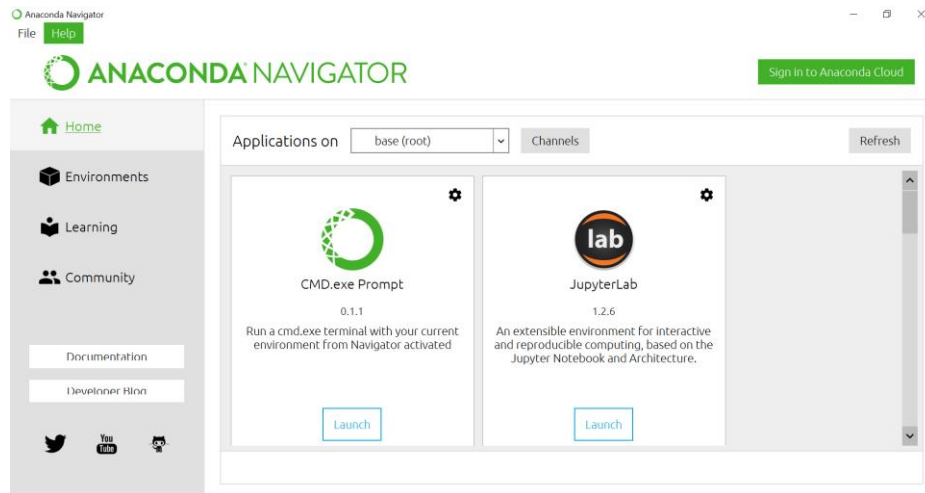 Anaconda Navigator
File Help
ANACONDA NAVIGATOR
Sign in to Anaconda Cloud
Home
Environments
Learning
Community
Documentation
Developer Blog
You
Tube
Applications on base (root) Channels Refresh
CMD.exe Prompt
0.1.1
Run a cmd.exe terminal with your current
environment from Navigator activated
Launch
lab
JupyterLab
1.2.6
An extensible environment for interactive
and reproducible computing, based on the
Jupyter Notebook and Architecture.
Launch